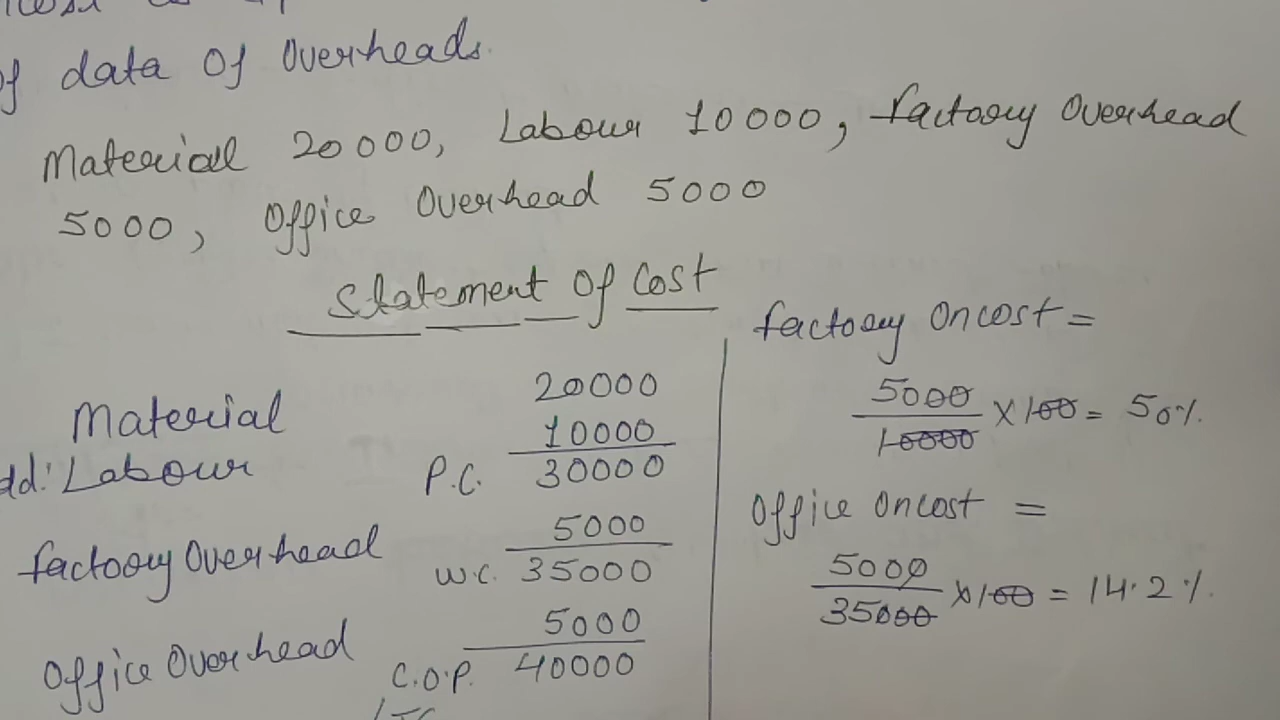 of data of Overheads.
Material 20000, Labour 10000, factory Overhead
5000, Office Overhead 5000
Statement Of Cost
Material 20000
Add: Labour 10000
P.C. 30000
factory Overhead 5000
W.C. 35000
Office Overhead 5000
C.O.P. 40000
factory Oncost =
5000/10000 X 100 = 50%
Office Oncost =
5000/35000 X 100 = 14.2%